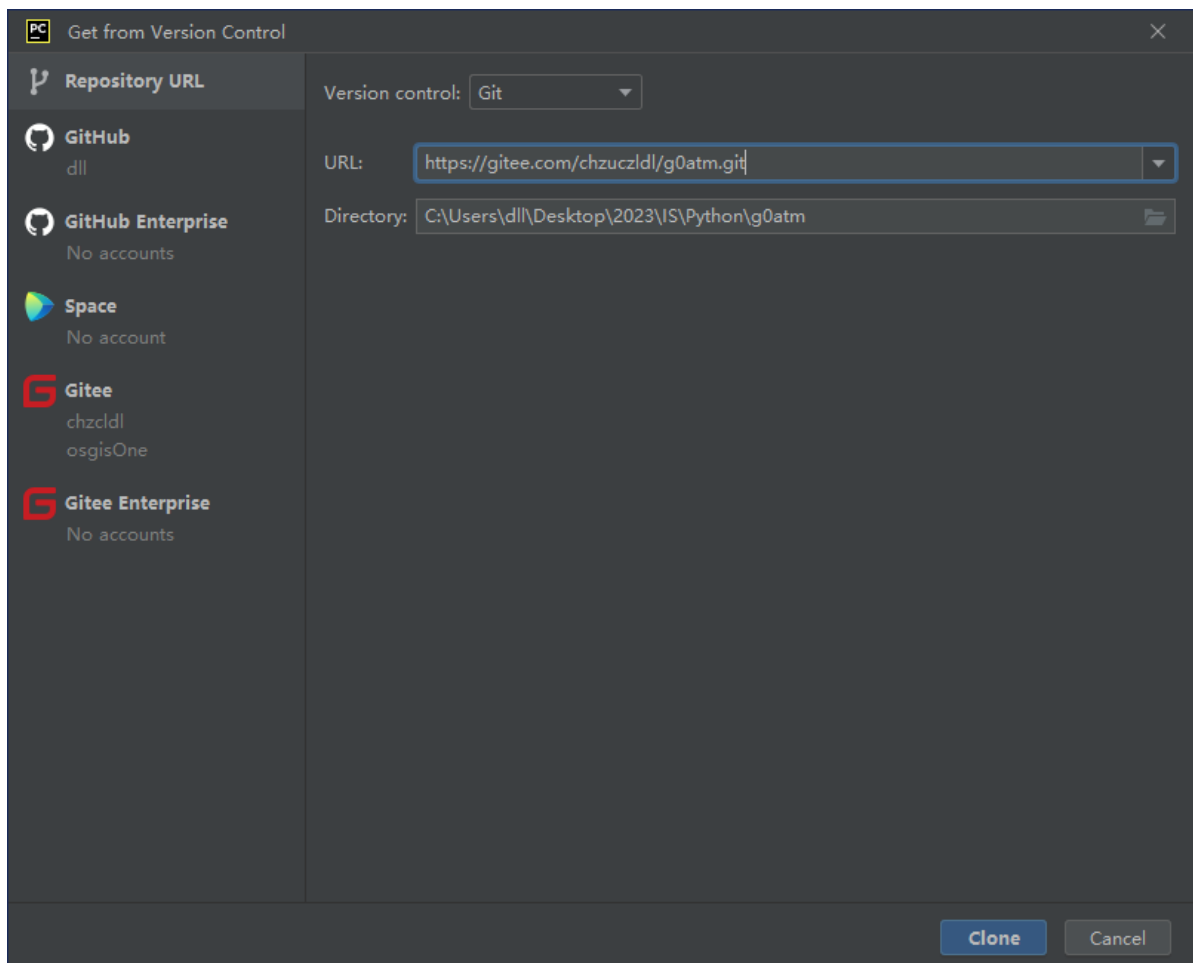 PC Get from Version Control
Repository URL
GitHub
dll
GitHub Enterprise
No accounts
Space
No account
Gitee
chzcldl
osgisOne
Gitee Enterprise
No accounts
Version control: Git
URL: https://gitee.com/chzuczldl/g0atm.git
Directory: C:\Users\dll\Desktop\2023\IS\Python\g0atm
Clone Cancel